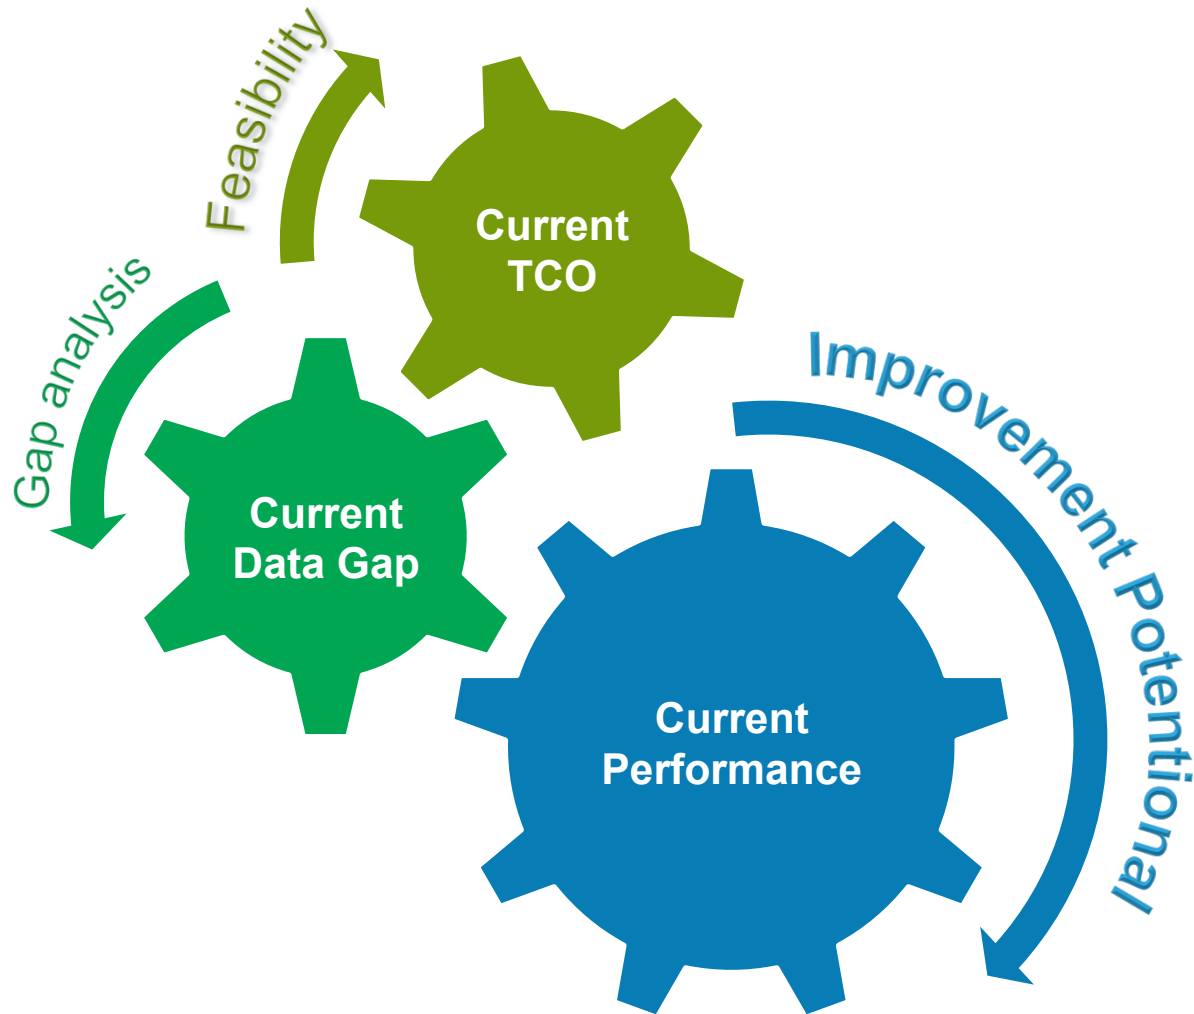 Feasibility
Current
TCO
Gap analysis
Current
Data Gap
Improvement Potentional
Current
Performance